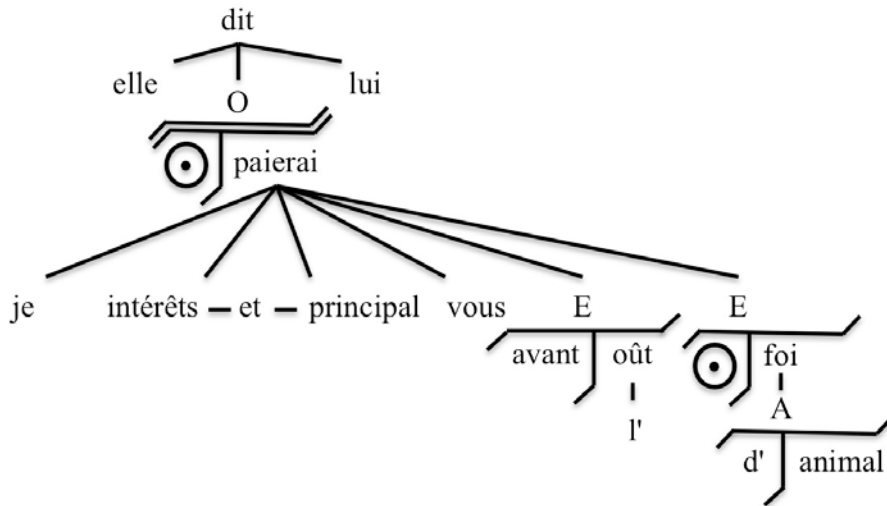 dit
elle lui
O
paierai
je intérêts et principal vous E E
avant oût foi
l' A
d' animal